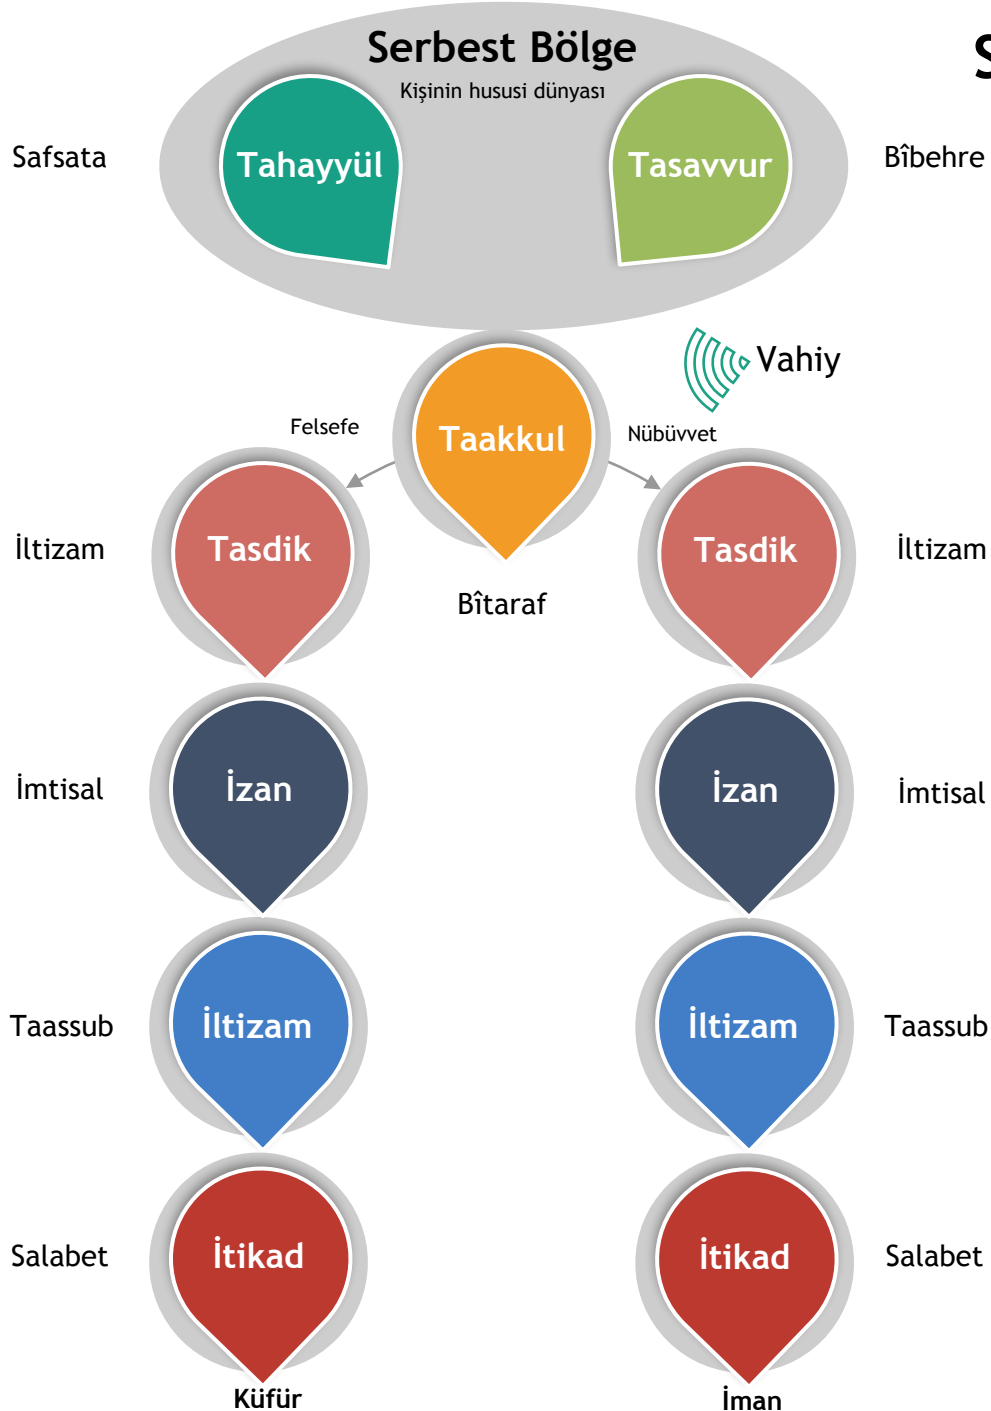 Serbest Bölge
S
Kişinin hususi dünyası
Safsata
Tahayyül
Tasavvur
Bîbehre
Vahiy
Felsefe
Taakkul
Nübüvvet
İltizam
Tasdik
Tasdik
İltizam
Bîtaraf
İmtisal
İzan
İzan
İmtisal
Taassub
İltizam
İltizam
Taassub
Salabet
İtikad
İtikad
Salabet
Küfür
İman